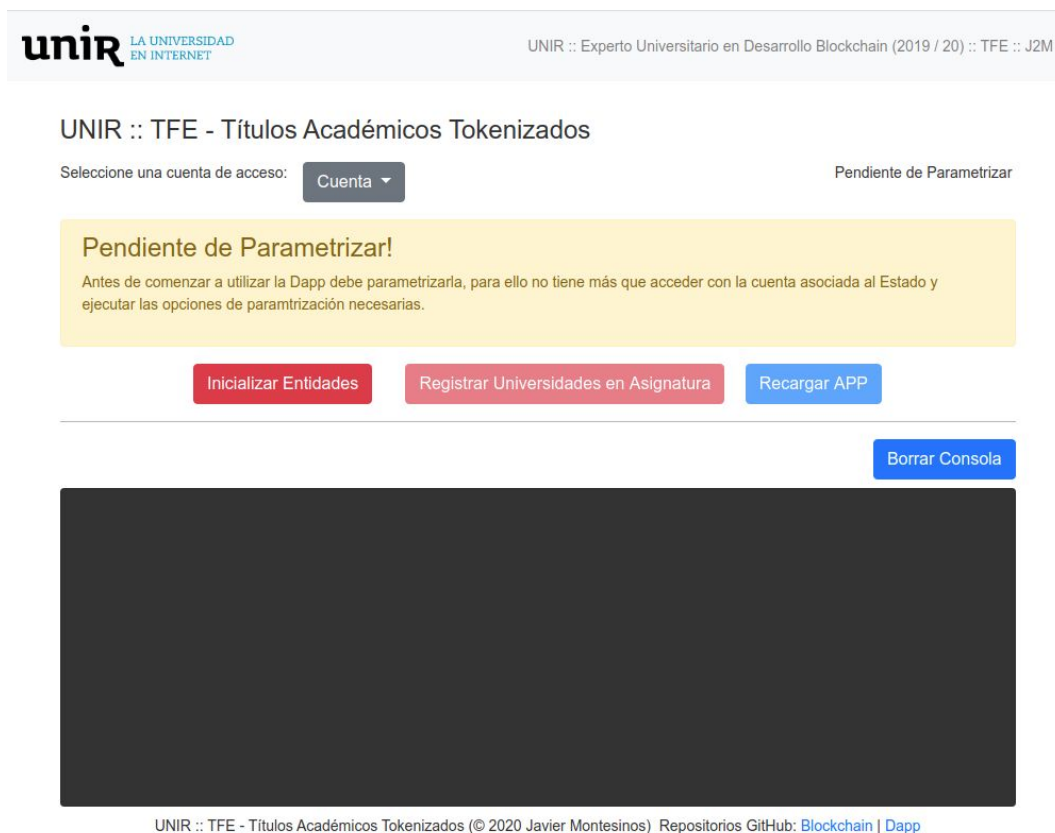 unir LA UNIVERSIDAD
EN INTERNET
UNIR :: Experto Universitario en Desarrollo Blockchain (2019 / 20) :: TFE :: J2M
UNIR :: TFE - Títulos Académicos Tokenizados
Seleccione una cuenta de acceso: Cuenta Pendiente de Parametrizar
Pendiente de Parametrizar!
Antes de comenzar a utilizar la Dapp debe parametrizarla, para ello no tiene más que acceder con la cuenta asociada al Estado y
ejecutar las opciones de paramtrización necesarias.
Inicializar Entidades Registrar Universidades en Asignatura Recargar APP
Borrar Consola
UNIR :: TFE - Títulos Académicos Tokenizados (© 2020 Javier Montesinos) Repositorios GitHub: Blockchain | Dapp